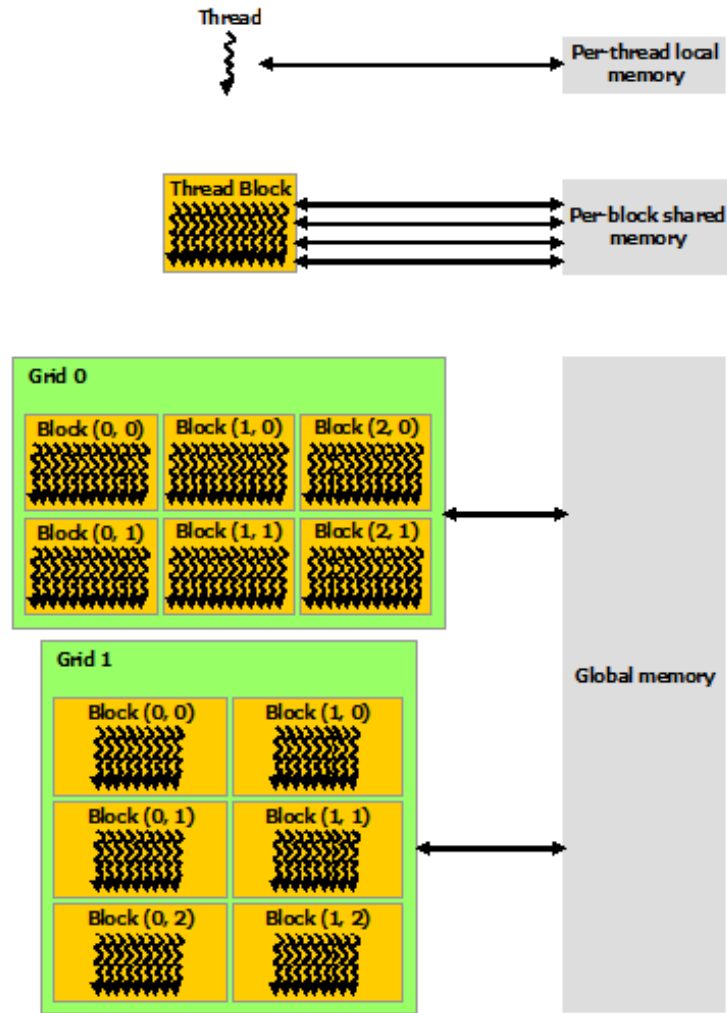 Thread
Per-thread local
memory
Thread Block
Per-block shared
memory
Grid 0
Block (0, 0)
Block (1, 0)
Block (2, 0)
Block (0, 1)
Block (1, 1)
Block (2, 1)
Grid 1
Block (0, 0)
Block (1, 0)
Global memory
Block (0, 1)
Block (1, 1)
Block (0, 2)
Block (1, 2)